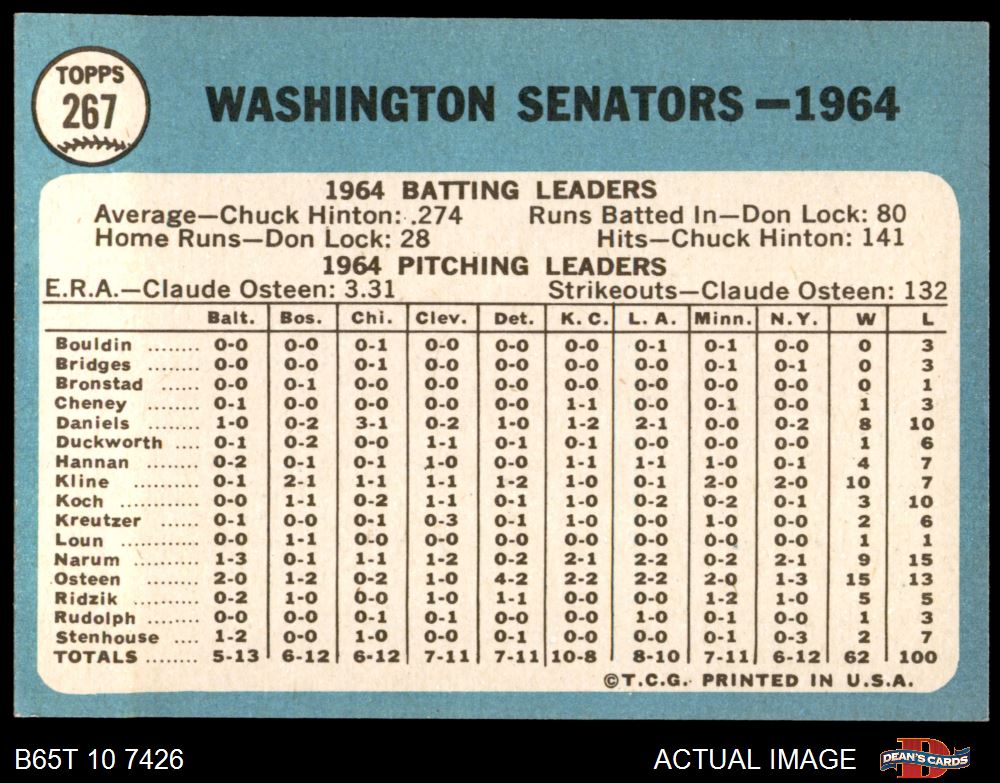 TOPPS
267
WASHINGTON SENATORS—1964
1964 BATTING LEADERS
Average—Chuck Hinton: .274 Runs Batted In—Don Lock: 80
Home Runs—Don Lock: 28 Hits—Chuck Hinton: 141
1964 PITCHING LEADERS
E.R.A.—Claude Osteen: 3.31 Strikeouts—Claude Osteen: 132
Balt. Bos. Chi. Clev. Det. K. C. L. A. Minn. N. Y. W L
Bouldin ........ 0-0 0-0 0-1 0-0 0-0 0-0 0-1 0-1 0-0 0 3
Bridges ........ 0-0 0-0 0-1 0-0 0-0 0-0 0-0 0-1 0-1 0 3
Bronstad ...... 0-0 0-1 0-0 0-0 0-0 0-0 0-0 0-0 0-0 0 1
Cheney ........ 0-1 0-0 0-0 0-0 0-0 1-1 0-0 0-1 0-0 1 3
Daniels ........ 1-0 0-2 3-1 0-2 1-0 1-2 2-1 0-0 0-2 8 10
Duckworth .... 0-1 0-2 0-0 1-1 0-1 0-1 0-0 0-0 0-0 1 6
Hannan ........ 0-2 0-1 0-1 1-0 0-0 1-1 1-1 1-0 0-1 4 7
Kline .......... 0-1 2-1 1-1 1-1 1-2 1-0 0-1 2-0 2-0 10 7
Koch .......... 0-0 1-1 0-2 1-1 0-1 1-0 0-2 0-2 0-1 3 10
Kreutzer ...... 0-1 0-0 0-1 0-3 0-1 1-0 0-0 1-0 0-0 2 6
Loun .......... 0-0 1-1 0-0 0-0 0-0 0-0 0-0 0-0 0-0 1 1
Narum ........ 1-3 0-1 1-1 1-2 0-2 2-1 2-2 0-2 2-1 9 15
Osteen ........ 2-0 1-2 0-2 1-0 4-2 2-2 2-2 2-0 1-3 15 13
Ridzik .......... 0-2 1-0 0-0 1-0 1-1 0-0 0-0 1-2 1-0 5 5
Rudolph ...... 0-0 0-0 0-1 0-1 0-0 0-0 1-0 0-1 0-0 1 3
Stenhouse .... 1-2 0-0 1-0 0-0 0-1 0-0 0-0 0-1 0-3 2 7
TOTALS ........ 5-13 6-12 6-12 7-11 7-11 10-8 8-10 7-11 6-12 62 100
©T.C.G. PRINTED IN U.S.A.
B65T 10 7426 ACTUAL IMAGE DEAN'S CARDS